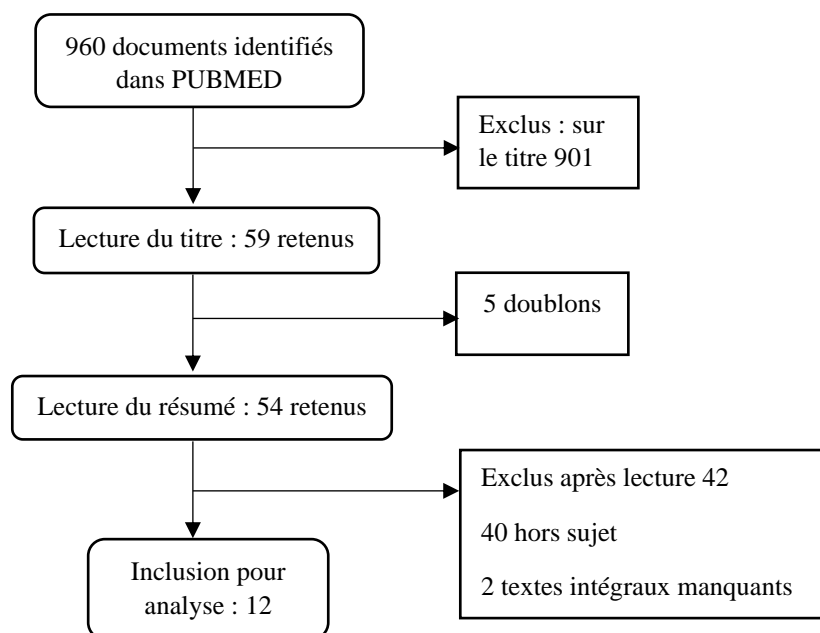 960 documents identifiés
dans PUBMED
Exclus : sur
le titre 901
Lecture du titre : 59 retenus
5 doublons
Lecture du résumé : 54 retenus
Exclus après lecture 42
40 hors sujet
2 textes intégraux manquants
Inclusion pour
analyse : 12